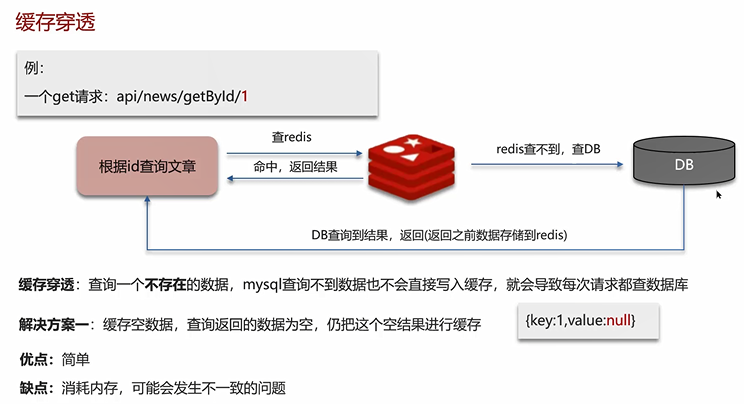 缓存穿透
例：
一个get请求：api/news/getById/1
根据id查询文章
查redis
命中，返回结果
redis查不到，查DB
DB
DB查询到结果，返回(返回之前数据存储到redis)
缓存穿透：查询一个不存在的数据，mysql查询不到数据也不会直接写入缓存，就会导致每次请求都查数据库
解决方案一：缓存空数据，查询返回的数据为空，仍把这个空结果进行缓存
{key:1,value:null}
优点：简单
缺点：消耗内存，可能会发生不一致的问题